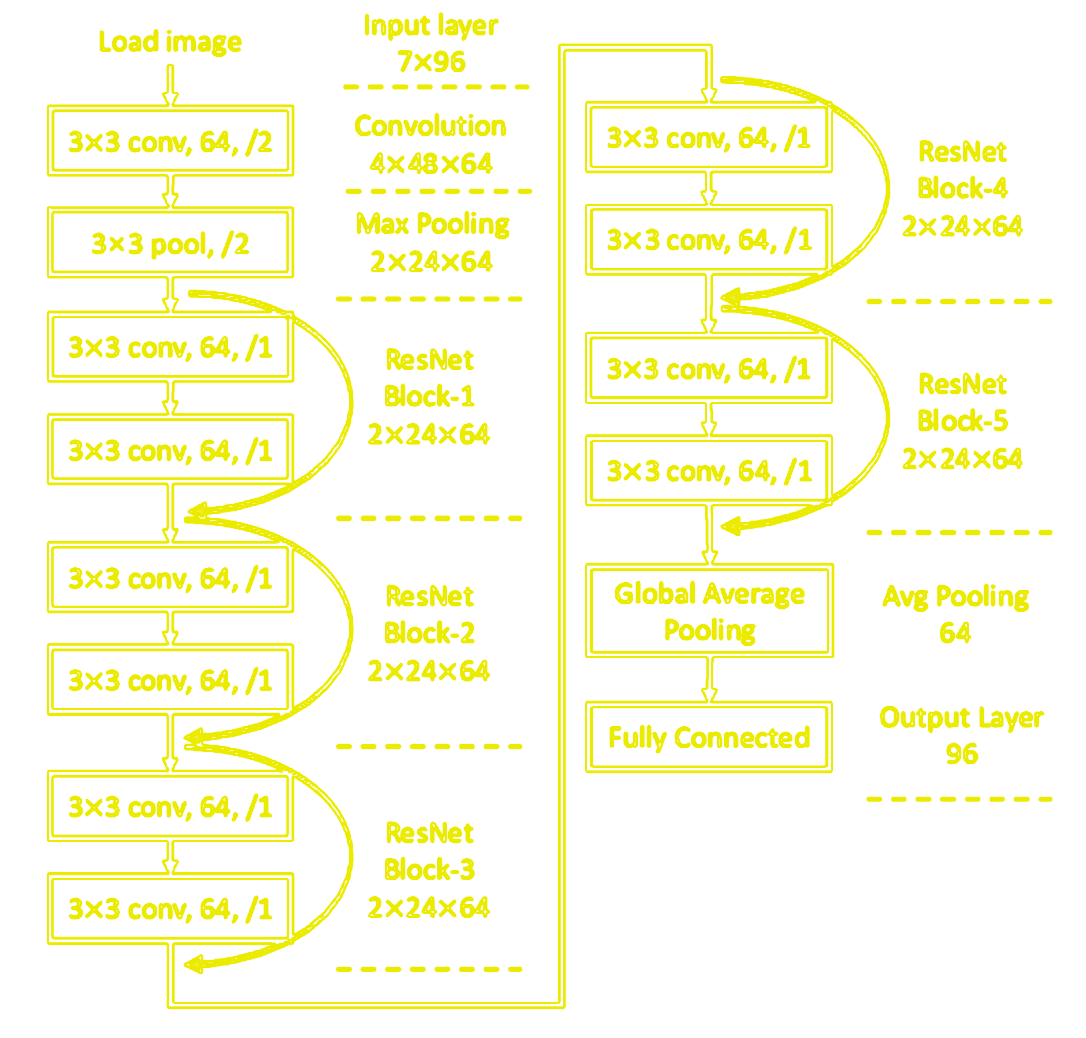 Load image
3×3 conv, 64, /2
3×3 pool, /2
3×3 conv, 64, /1
3×3 conv, 64, /1
3×3 conv, 64, /1
3×3 conv, 64, /1
3×3 conv, 64, /1
3×3 conv, 64, /1
Input layer
7×96
Convolution
4×48×64
Max Pooling
2×24×64
ResNet
Block-1
2×24×64
ResNet
Block-2
2×24×64
ResNet
Block-3
2×24×64
3×3 conv, 64, /1
3×3 conv, 64, /1
3×3 conv, 64, /1
3×3 conv, 64, /1
Global Average
Pooling
Fully Connected
ResNet
Block-4
2×24×64
ResNet
Block-5
2×24×64
Avg Pooling
64
Output Layer
96